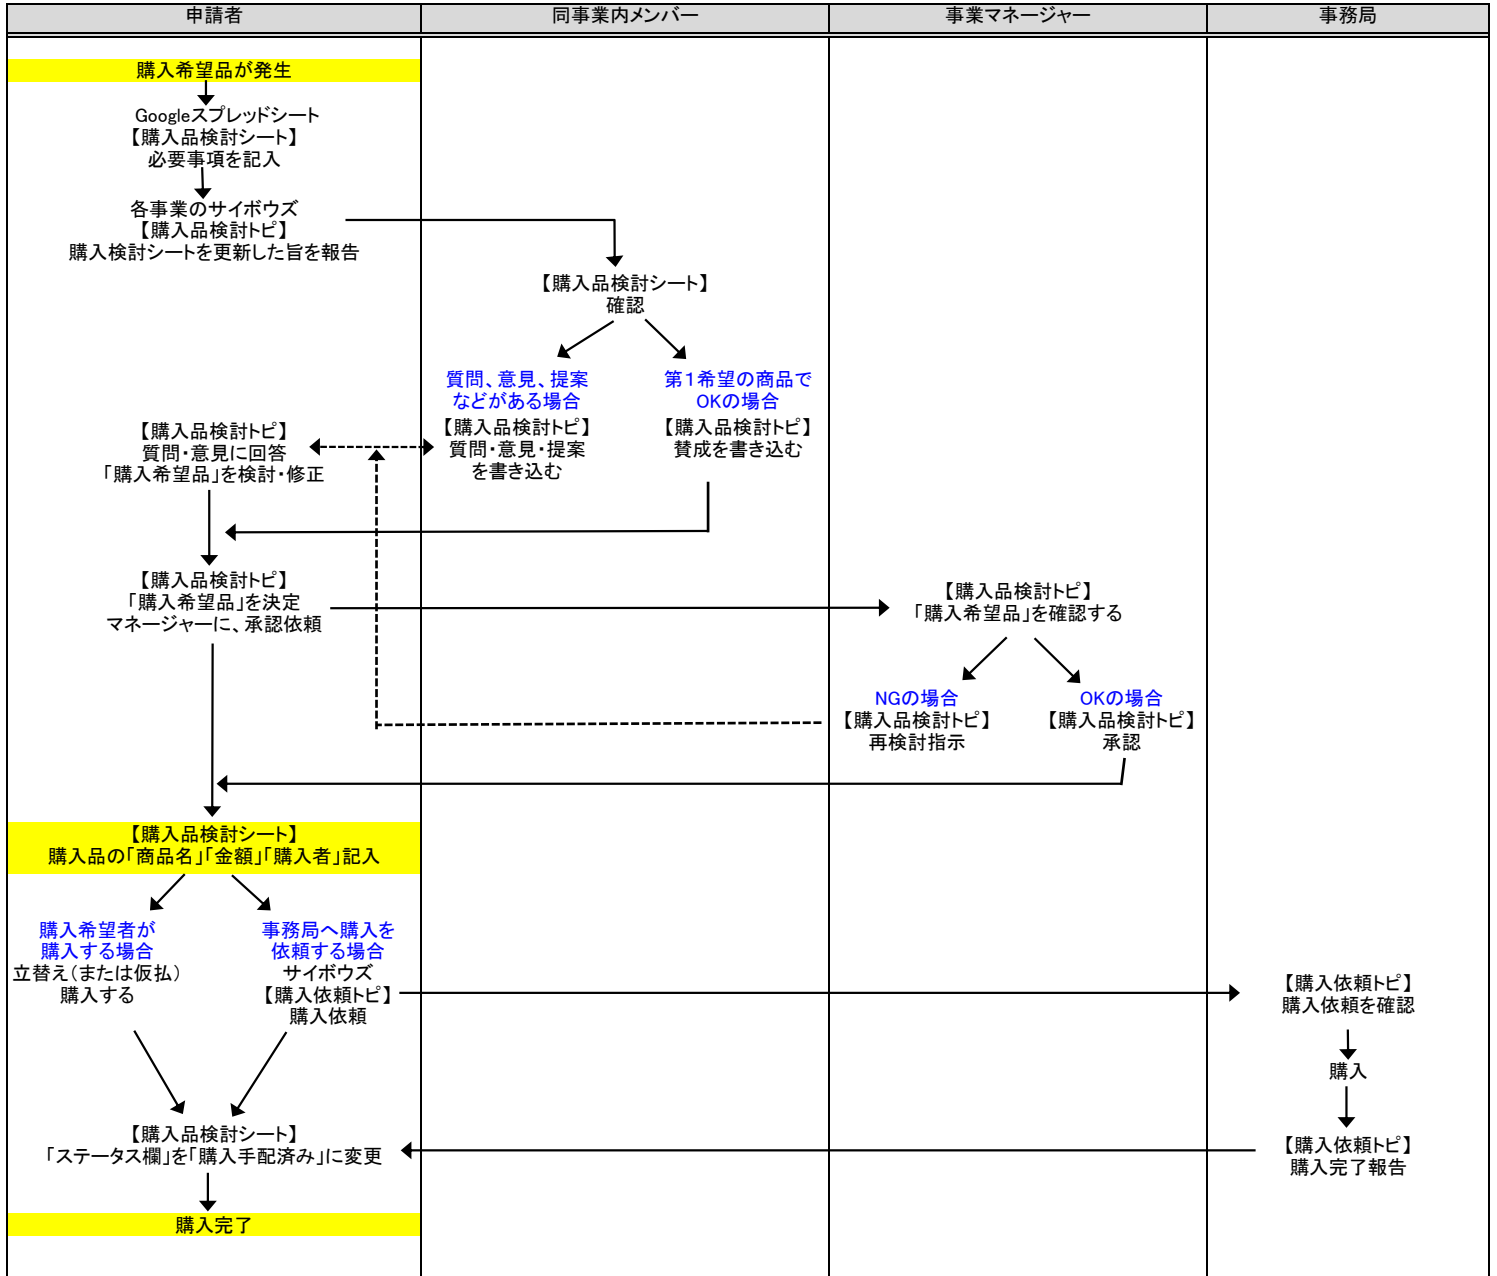 申請者
同事業内メンバー
事業マネージャー
事務局
購入希望品が発生
Googleスプレッドシート
【購入品検討シート】
必要事項を記入
各事業のサイボウズ
【購入品検討トピ】
購入検討シートを更新した旨を報告
【購入品検討シート】
確認
質問、意見、提案
などがある場合
【購入品検討トピ】
質問・意見・提案
を書き込む
第1希望の商品で
OKの場合
【購入品検討トピ】
賛成を書き込む
【購入品検討トピ】
質問・意見に回答
「購入希望品」を検討・修正
【購入品検討トピ】
「購入希望品」を決定
マネージャーに、承認依頼
【購入品検討トピ】
「購入希望品」を確認する
NGの場合
【購入品検討トピ】
再検討指示
OKの場合
【購入品検討トピ】
承認
【購入品検討シート】
購入品の「商品名」「金額」「購入者」記入
購入希望者が
購入する場合
立替え（または仮払）
購入する
事務局へ購入を
依頼する場合
サイボウズ
【購入依頼トピ】
購入依頼
【購入依頼トピ】
購入依頼を確認
購入
【購入依頼トピ】
購入完了報告
【購入品検討シート】
「ステータス欄」を「購入手配済み」に変更
購入完了